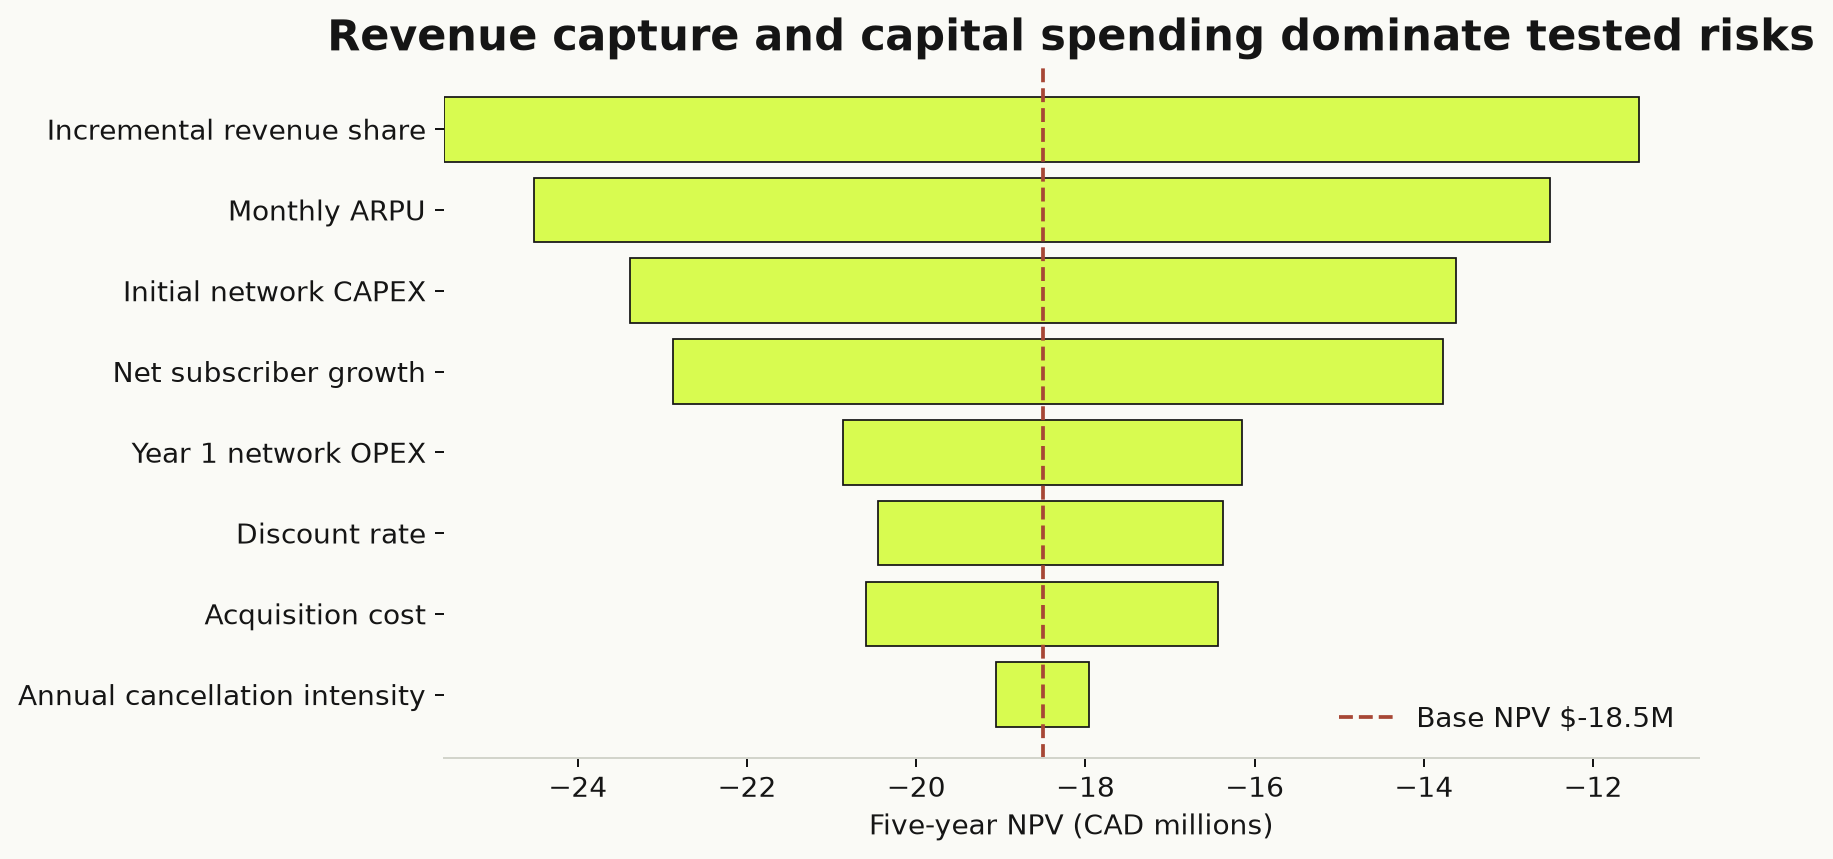 Revenue capture and capital spending dominate tested risks
Incremental revenue share
Monthly ARPU
Initial network CAPEX
Net subscriber growth
Year 1 network OPEX
Discount rate
Acquisition cost
Annual cancellation intensity
Base NPV $-18.5M
−24 −22 −20 −18 −16 −14 −12
Five-year NPV (CAD millions)